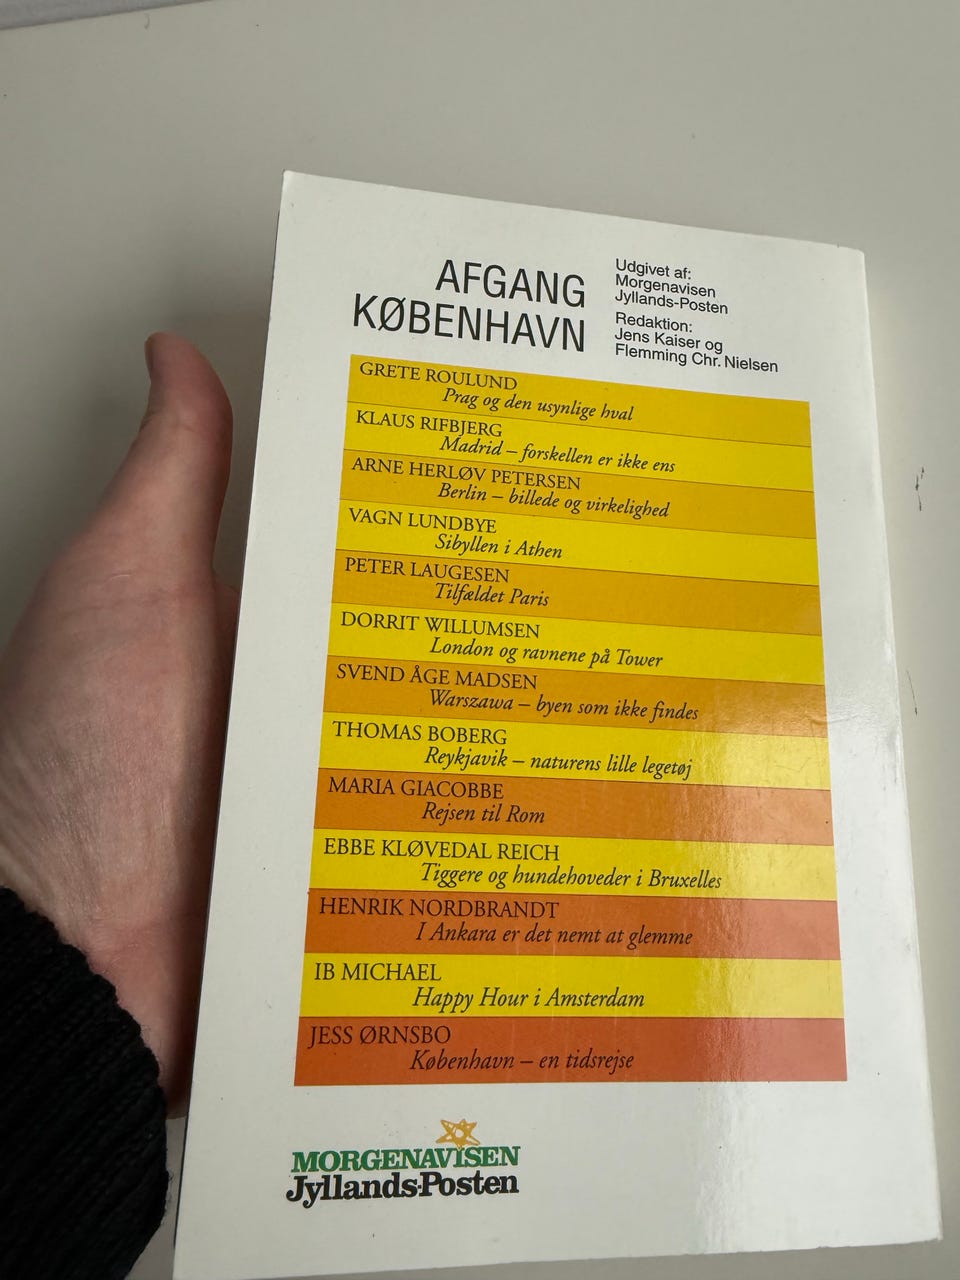 AFGANG
KØBENHAVN
Udgivet af:
Morgenavisen
Jyllands-Posten
Redaktion:
Jens Kaiser og
Flemming Chr. Nielsen
GRETE ROULUND
Prag og den usynlige hval
KLAUS RIFBJERG
Madrid – forskellen er ikke ens
ARNE HERLØV PETERSEN
Berlin – billede og virkelighed
VAGN LUNDBYE
Sibyllen i Athen
PETER LAUGESEN
Tilfældet Paris
DORRIT WILLUMSEN
London og ravnene på Tower
SVEND ÅGE MADSEN
Warszawa – byen som ikke findes
THOMAS BOBERG
Reykjavik – naturens lille legetøj
MARIA GIACOBBE
Rejsen til Rom
EBBE KLØVEDAL REICH
Tiggere og hundehoveder i Bruxelles
HENRIK NORDBRANDT
I Ankara er det nemt at glemme
IB MICHAEL
Happy Hour i Amsterdam
JESS ØRNSBO
København – en tidsrejse
MORGENAVISEN
Jyllands-Posten